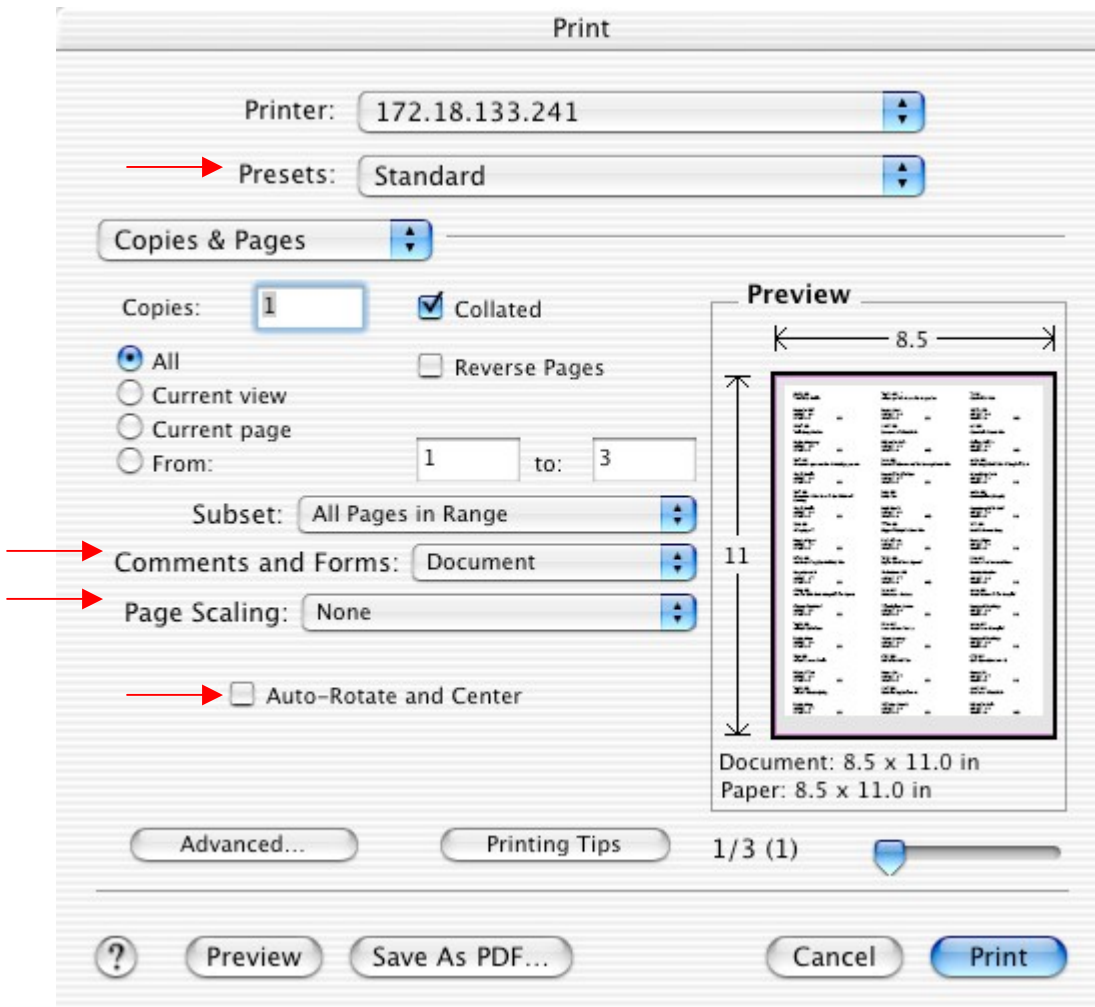 Print
Printer: 172.18.133.241
Presets: Standard
Copies & Pages
Copies: 1 Collated
All Reverse Pages
Current view
Current page
From: 1 to: 3
Subset: All Pages in Range
Comments and Forms: Document
Page Scaling: None
Auto-Rotate and Center
Preview
8.5
11
Document: 8.5 x 11.0 in
Paper: 8.5 x 11.0 in
Advanced... Printing Tips 1/3 (1)
? Preview Save As PDF... Cancel Print